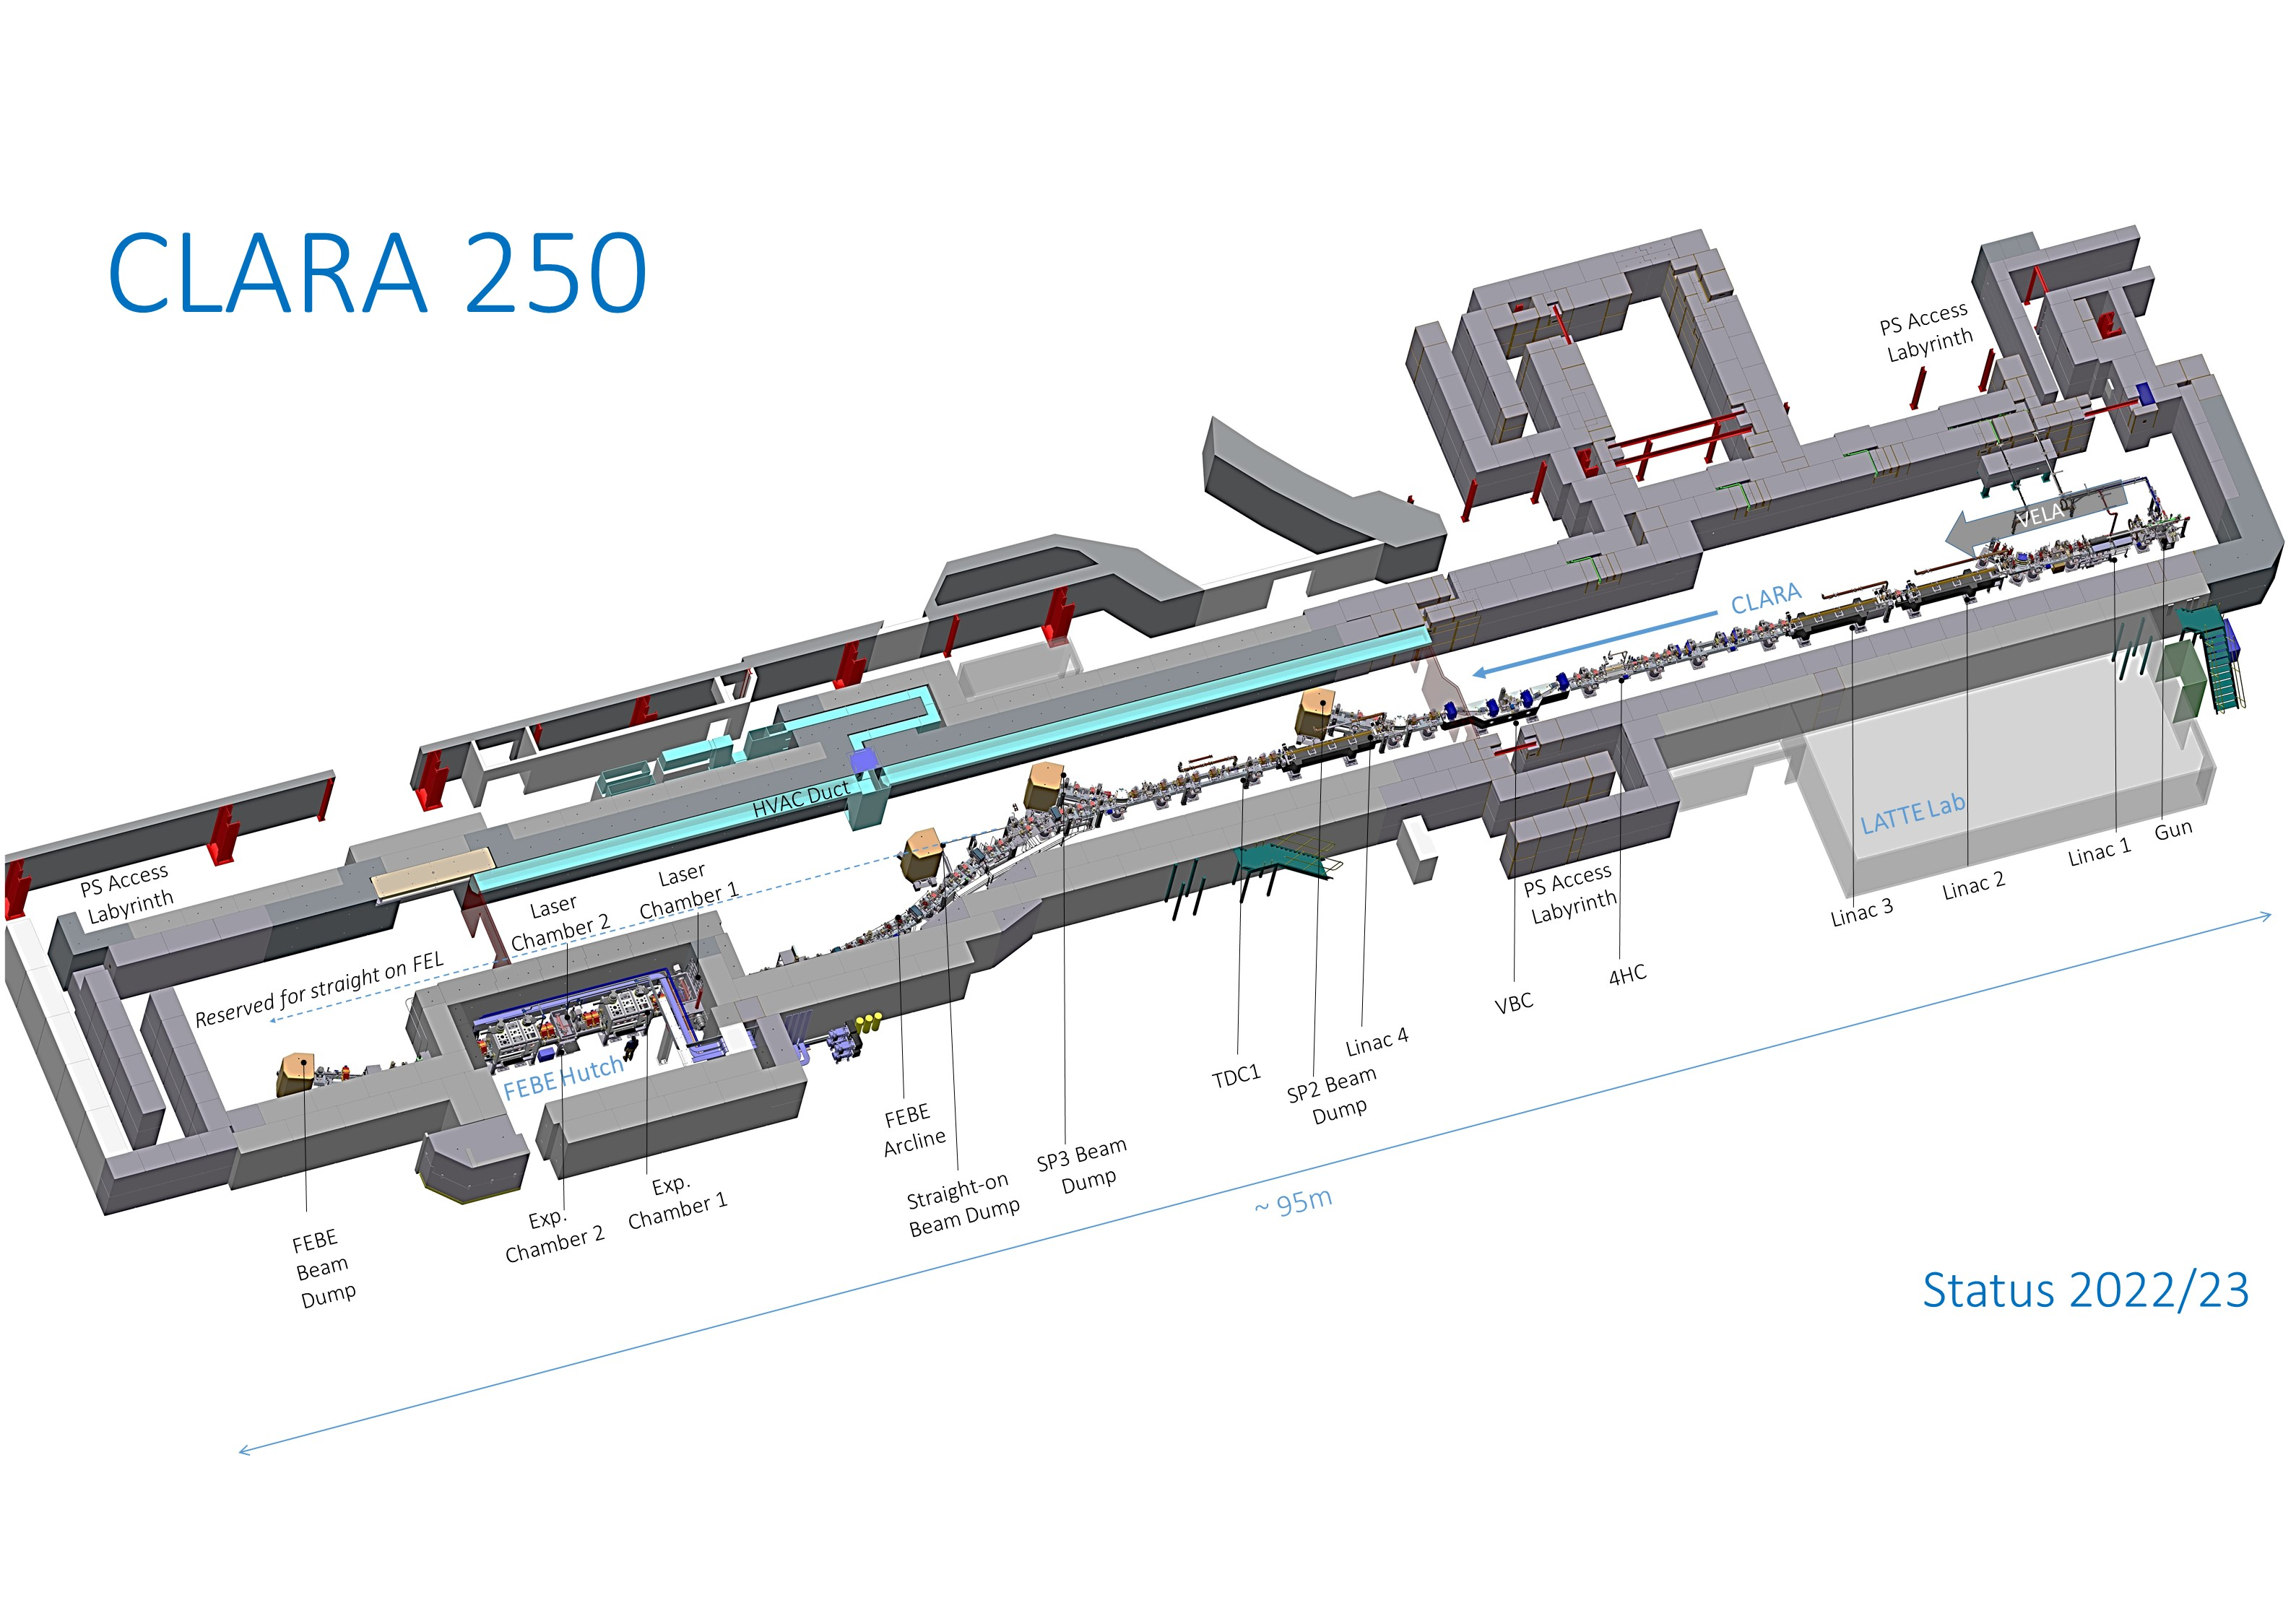 CLARA 250
PS Access
Labyrinth
VELA
CLARA
HVAC Duct
LATTE Lab
Gun
Linac 1
Linac 2
Linac 3
PS Access
Labyrinth
4HC
VBC
Linac 4
SP2 Beam
Dump
TDC1
SP3 Beam
Dump
Straight-on
Beam Dump
FEBE
Arcline
Laser
Chamber 1
Laser
Chamber 2
PS Access
Labyrinth
Reserved for straight on FEL
FEBE Hutch
Exp.
Chamber 1
Exp.
Chamber 2
FEBE
Beam
Dump
~ 95m
Status 2022/23